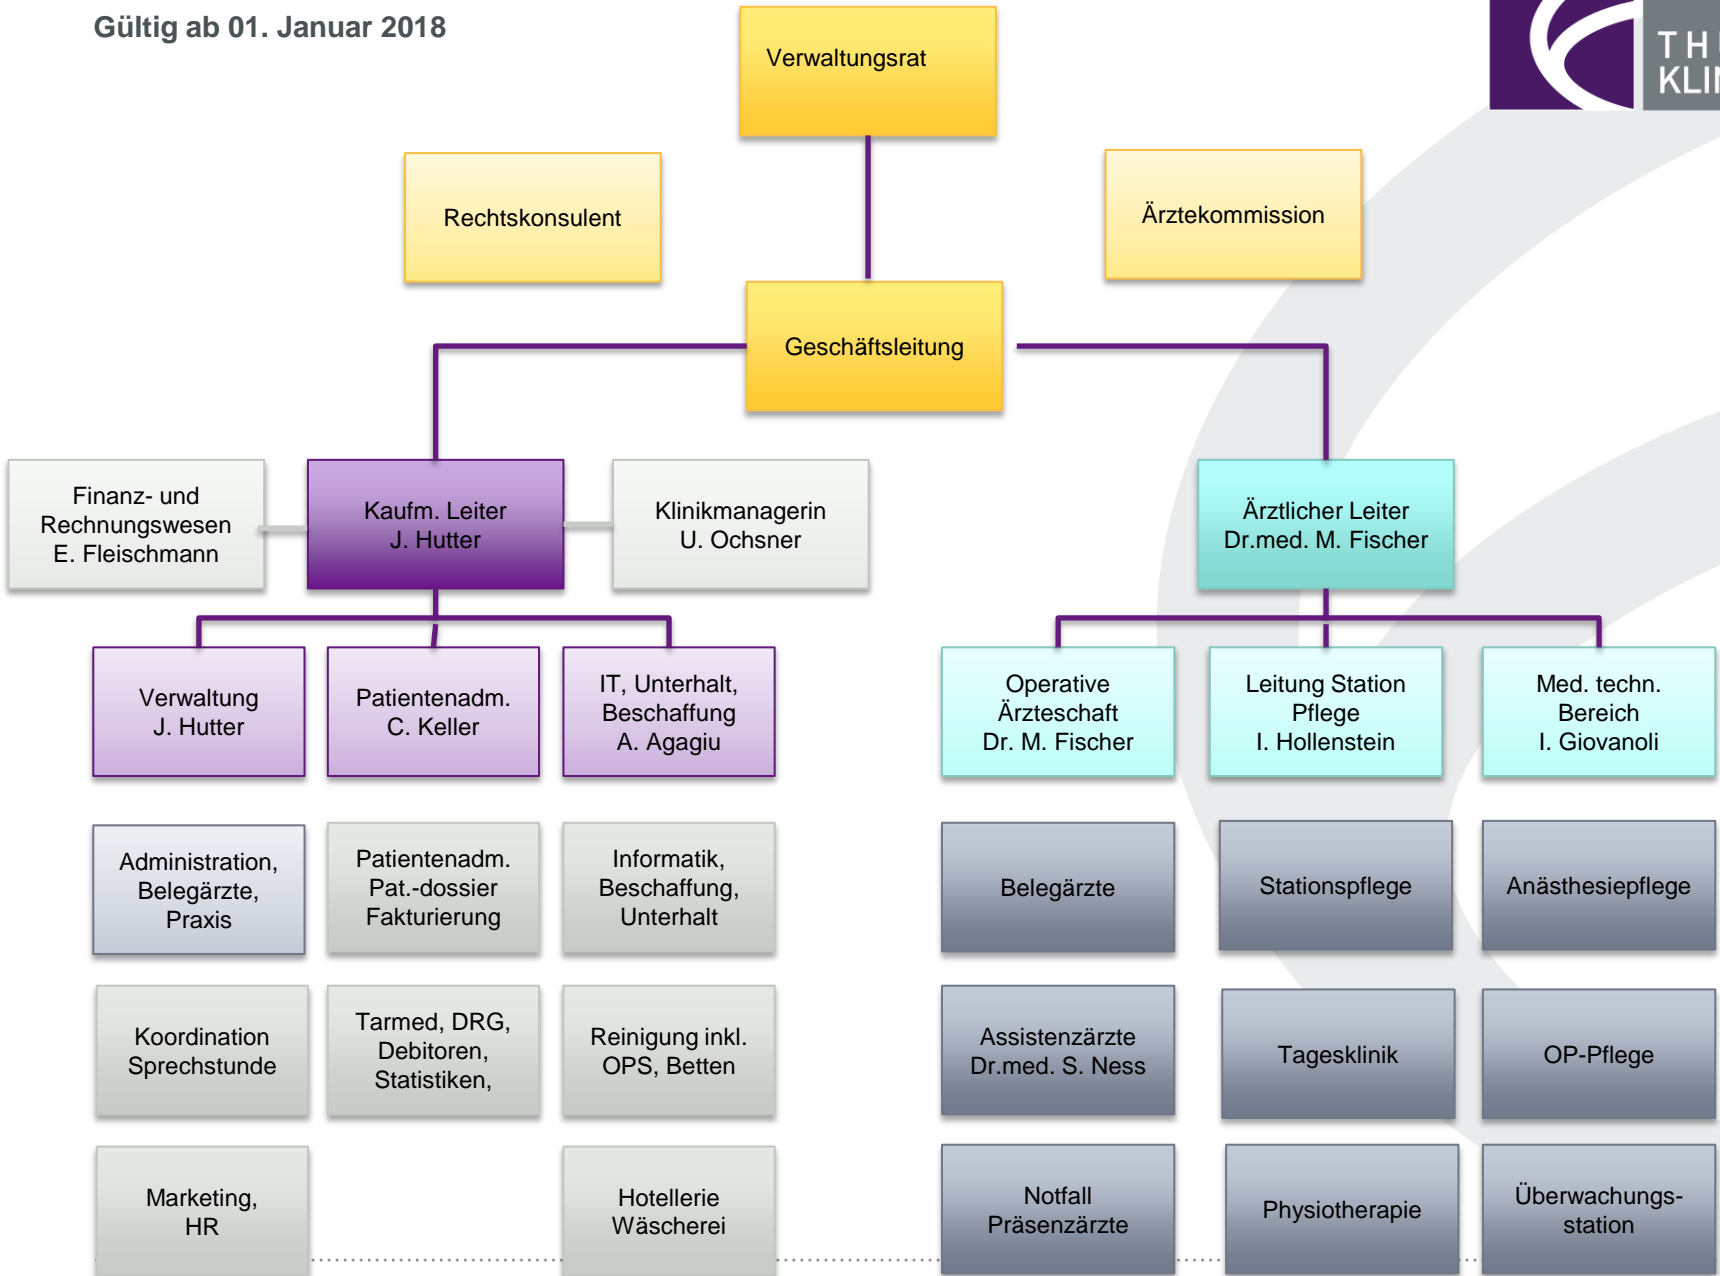 Gültig ab 01. Januar 2018
Verwaltungsrat
Rechtskonsulent
Ärztekommission
Geschäftsleitung
Finanz- und
Rechnungswesen
E. Fleischmann
Kaufm. Leiter
J. Hutter
Klinikmanagerin
U. Ochsner
Ärztlicher Leiter
Dr.med. M. Fischer
Verwaltung
J. Hutter
Patientenadm.
C. Keller
IT, Unterhalt,
Beschaffung
A. Agagiu
Operative
Ärzteschaft
Dr. M. Fischer
Leitung Station
Pflege
I. Hollenstein
Med. techn.
Bereich
I. Giovanoli
Administration,
Belegärzte,
Praxis
Patientenadm.
Pat.-dossier
Fakturierung
Informatik,
Beschaffung,
Unterhalt
Belegärzte
Stationspflege
Anästhesiepflege
Koordination
Sprechstunde
Tarmed, DRG,
Debitoren,
Statistiken,
Reinigung inkl.
OPS, Betten
Assistenzärzte
Dr.med. S. Ness
Tagesklinik
OP-Pflege
Marketing,
HR
Hotellerie
Wäscherei
Notfall
Präsenzärzte
Physiotherapie
Überwachungs-
station